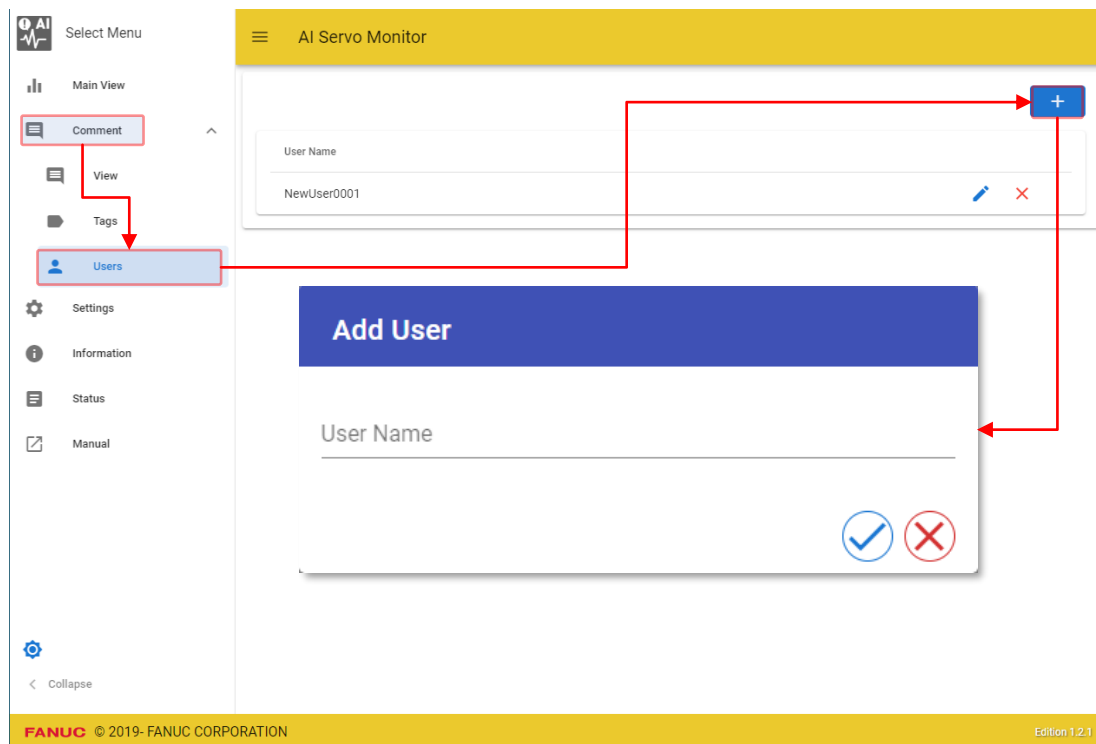 AI
Select Menu
AI Servo Monitor
Main View
Comment
View
Tags
Users
Settings
Information
Status
Manual
Collapse
+
User Name
NewUser0001
Add User
User Name
FANUC © 2019- FANUC CORPORATION
Edition 1.2.1